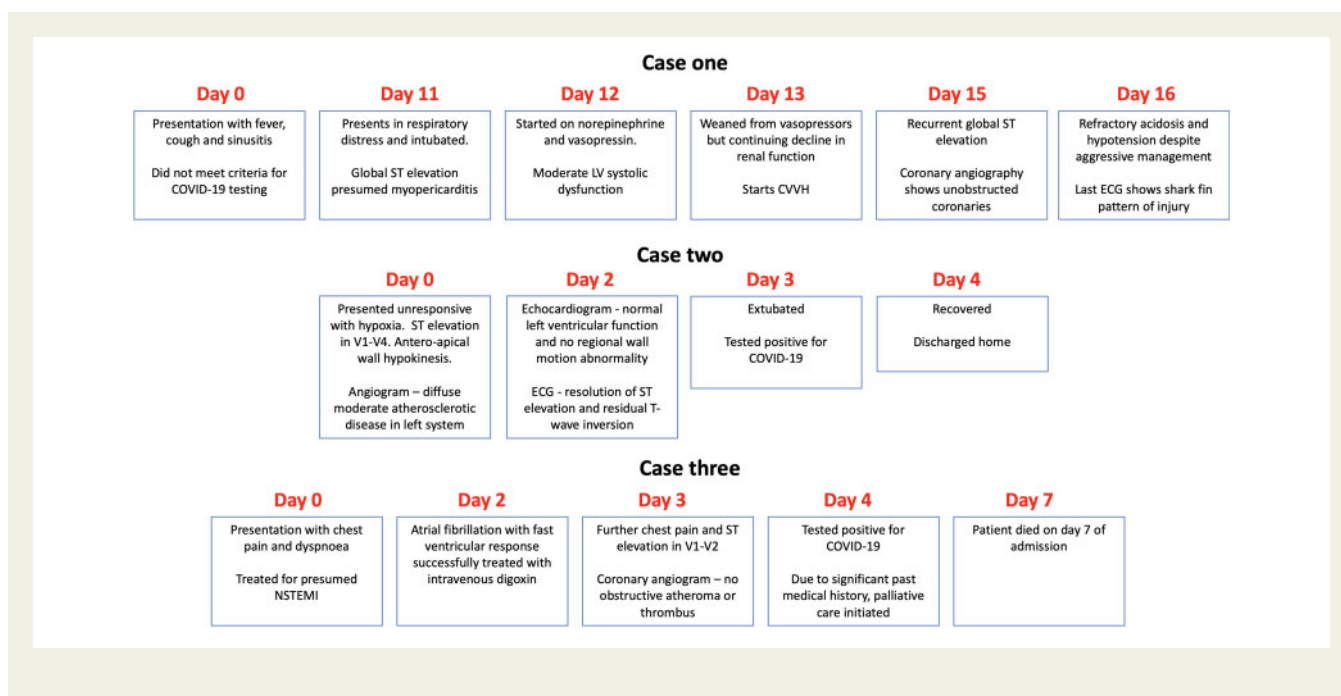 Case one
Day 0
Presentation with fever,
cough and sinusitis
Did not meet criteria for
COVID-19 testing
Day 11
Presents in respiratory
distress and intubated.
Global ST elevation
presumed myopericarditis
Day 12
Started on norepinephrine
and vasopressin.
Moderate LV systolic
dysfunction
Day 13
Weaned from vasopressors
but continuing decline in
renal function
Starts CVVH
Day 15
Recurrent global ST
elevation
Coronary angiography
shows unobstructed
coronaries
Day 16
Refractory acidosis and
hypotension despite
aggressive management
Last ECG shows shark fin
pattern of injury
Case two
Day 0
Presented unresponsive
with hypoxia. ST elevation
in V1-V4. Antero-apical
wall hypokinesis.
Angiogram – diffuse
moderate atherosclerotic
disease in left system
Day 2
Echocardiogram - normal
left ventricular function
and no regional wall
motion abnormality
ECG - resolution of ST
elevation and residual T-
wave inversion
Day 3
Extubated
Tested positive for
COVID-19
Day 4
Recovered
Discharged home
Case three
Day 0
Presentation with chest
pain and dyspnoea
Treated for presumed
NSTEMI
Day 2
Atrial fibrillation with fast
ventricular response
successfully treated with
intravenous digoxin
Day 3
Further chest pain and ST
elevation in V1-V2
Coronary angiogram – no
obstructive atheroma or
thrombus
Day 4
Tested positive for
COVID-19
Due to significant past
medical history, palliative
care initiated
Day 7
Patient died on day 7 of
admission